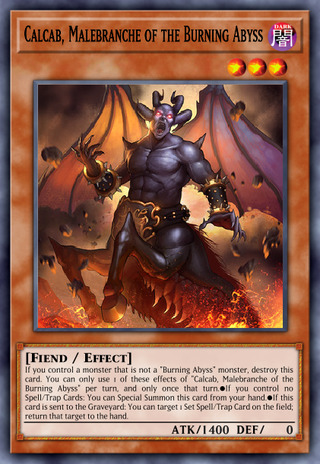 Calcab, Malebranche of the Burning Abyss
DARK
闇
[Fiend / Effect]
If you control a monster that is not a "Burning Abyss" monster, destroy this
card. You can only use 1 of these effects of "Calcab, Malebranche of the
Burning Abyss" per turn, and only once that turn.●If you control no
Spell/Trap Cards: You can Special Summon this card from your hand.●If this
card is sent to the Graveyard: You can target 1 Set Spell/Trap Card on the field;
return that target to the hand.
ATK/1400 DEF/ 0